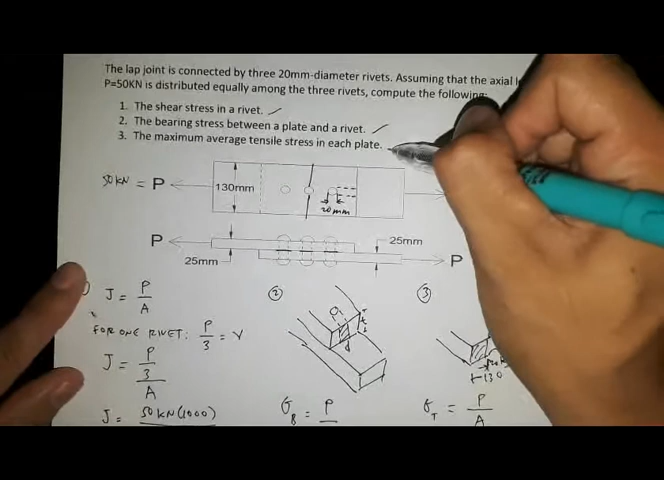 The lap joint is connected by three 20mm-diameter rivets. Assuming that the axial
P=50KN is distributed equally among the three rivets, compute the following:
1. The shear stress in a rivet.
2. The bearing stress between a plate and a rivet.
3. The maximum average tensile stress in each plate.
50KN = P
130mm
20mm
P
25mm
25mm
P
J = P/A
②
③
FOR ONE RIVET: P/3 = V
J = P/3/A
130
J = 50KN(1000)
σB = P
σT = P/A